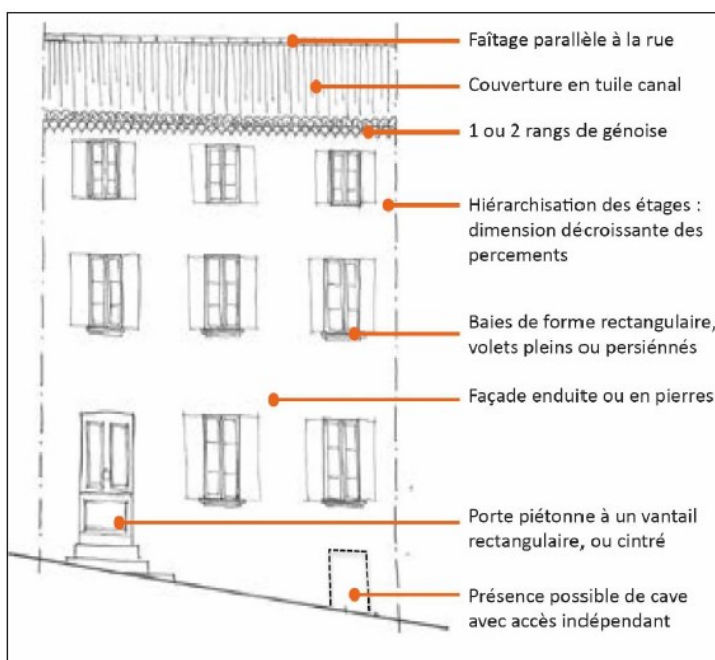 Faîtage parallèle à la rue
Couverture en tuile canal
1 ou 2 rangs de génoise
Hiérarchisation des étages :
dimension décroissante des
percements
Baies de forme rectangulaire,
volets pleins ou persiénnés
Façade enduite ou en pierres
Porte piétonne à un vantail
rectangulaire, ou cintré
Présence possible de cave
avec accès indépendant